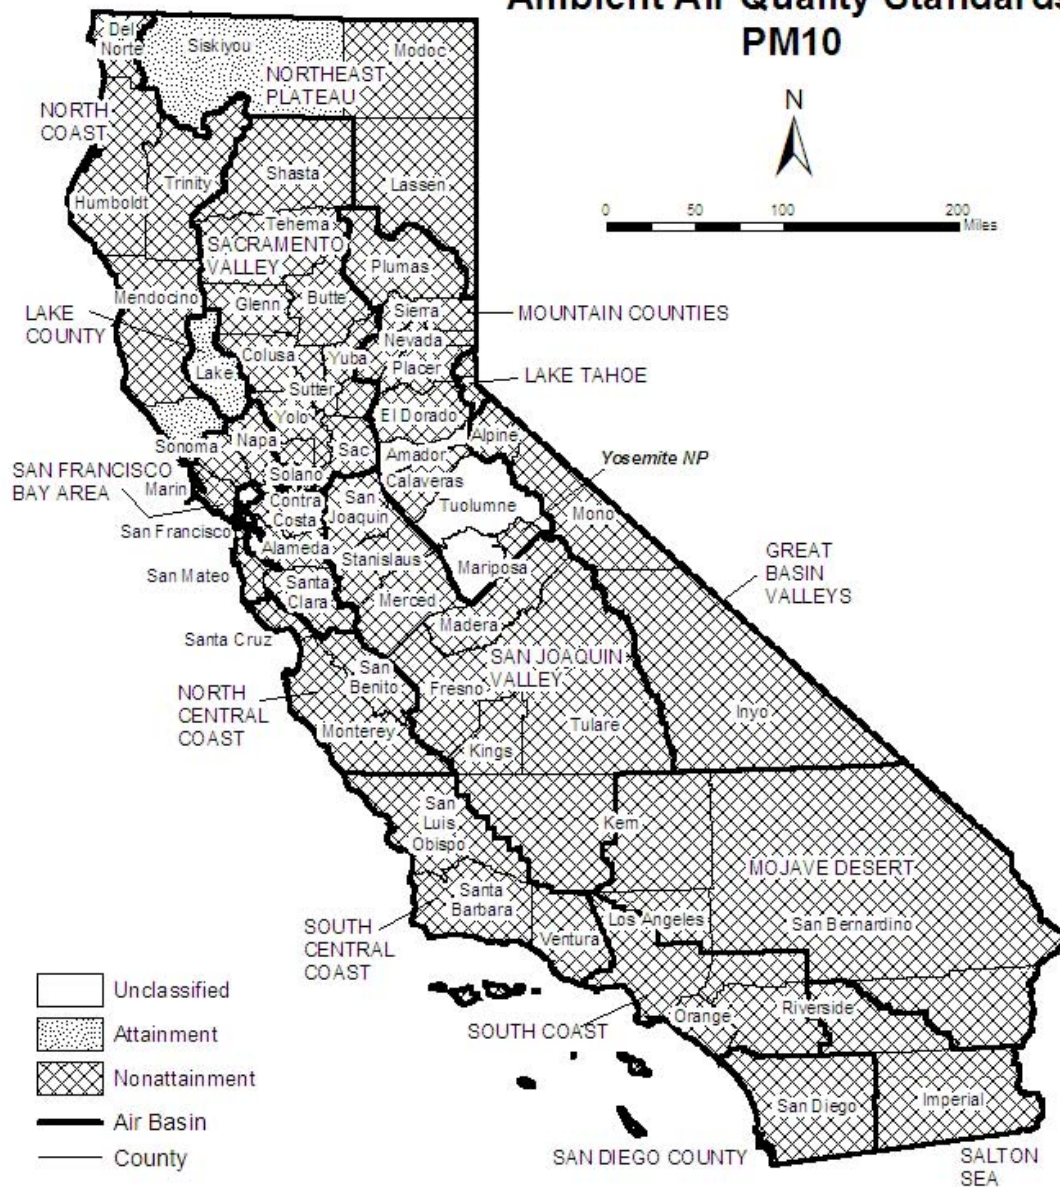 Ambient Air Quality Standards
PM10
N
0 50 100 200
Miles
Del
Norte
Siskiyou
Modoc
NORTHEAST
PLATEAU
NORTH
COAST
Shasta
Trinity
Lassen
Humboldt
Tehema
SACRAMENTO
VALLEY
Plumas
Mendocino
Glenn
Butte
Sierra
MOUNTAIN COUNTIES
LAKE
COUNTY
Nevada
Colusa
Yuba
Placer
Lake
LAKE TAHOE
Sutter
Yolo
El Dorado
Napa
Alpine
Sonoma
Sac
Amador
Yosemite NP
SAN FRANCISCO
BAY AREA
Solano
Calaveras
Marin
Contra
Costa
San
Joaquin
Tuolumne
Mono
San Francisco
Alameda
Stanislaus
GREAT
BASIN
VALLEYS
San Mateo
Santa
Clara
Mariposa
Merced
Madera
Santa Cruz
San
Benito
SAN JOAQUIN
VALLEY
NORTH
CENTRAL
COAST
Fresno
Inyo
Monterey
Tulare
Kings
San
Luis
Obispo
Kern
MOJAVE DESERT
Santa
Barbara
Los Angeles
San Bernardino
SOUTH
CENTRAL
COAST
Ventura
Unclassified
Attainment
Nonattainment
Air Basin
County
Riverside
Orange
SOUTH COAST
San Diego
Imperial
SAN DIEGO COUNTY
SALTON
SEA